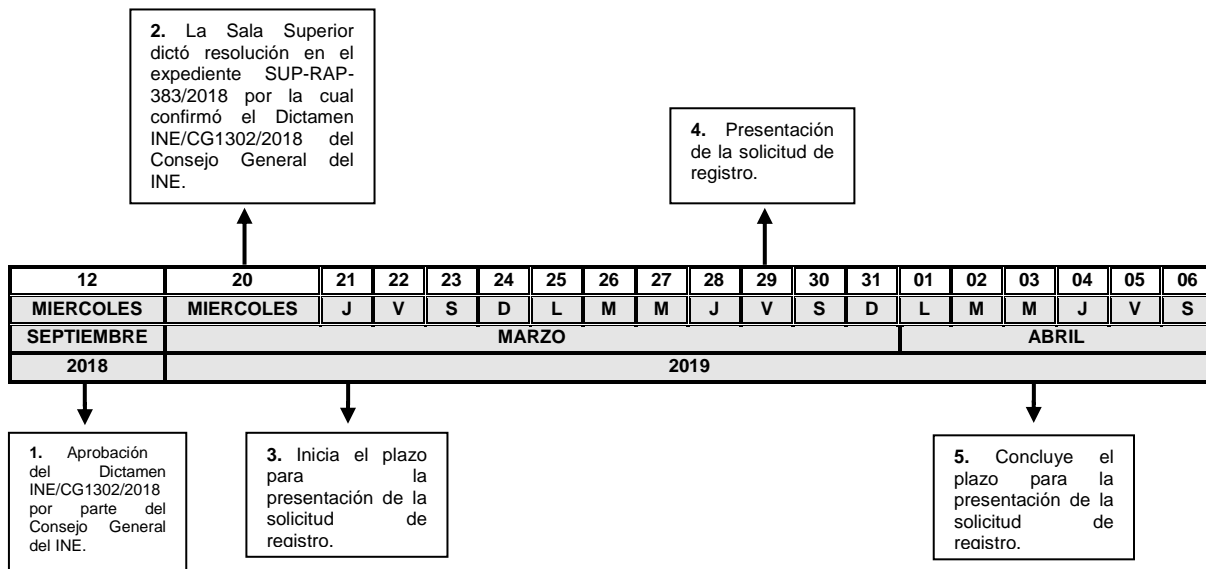 2. La Sala Superior
dictó resolución en el
expediente SUP-RAP-
383/2018 por la cual
confirmó el Dictamen
INE/CG1302/2018 del
Consejo General del
INE.
4. Presentación
de la solicitud de
registro.
12 20 21 22 23 24 25 26 27 28 29 30 31 01 02 03 04 05 06
MIERCOLES MIERCOLES J V S D L M M J V S D L M M J V S
SEPTIEMBRE MARZO ABRIL
2018 2019
1. Aprobación
del Dictamen
INE/CG1302/2018
por parte del
Consejo General
del INE.
3. Inicia el plazo
para la
presentación de la
solicitud de
registro.
5. Concluye el
plazo para la
presentación de la
solicitud de
registro.